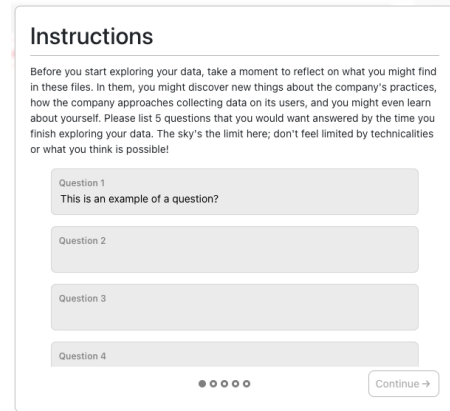 Instructions
Before you start exploring your data, take a moment to reflect on what you might find
in these files. In them, you might discover new things about the company's practices,
how the company approaches collecting data on its users, and you might even learn
about yourself. Please list 5 questions that you would want answered by the time you
finish exploring your data. The sky's the limit here; don't feel limited by technicalities
or what you think is possible!
Question 1
This is an example of a question?
Question 2
Question 3
Question 4
Continue →